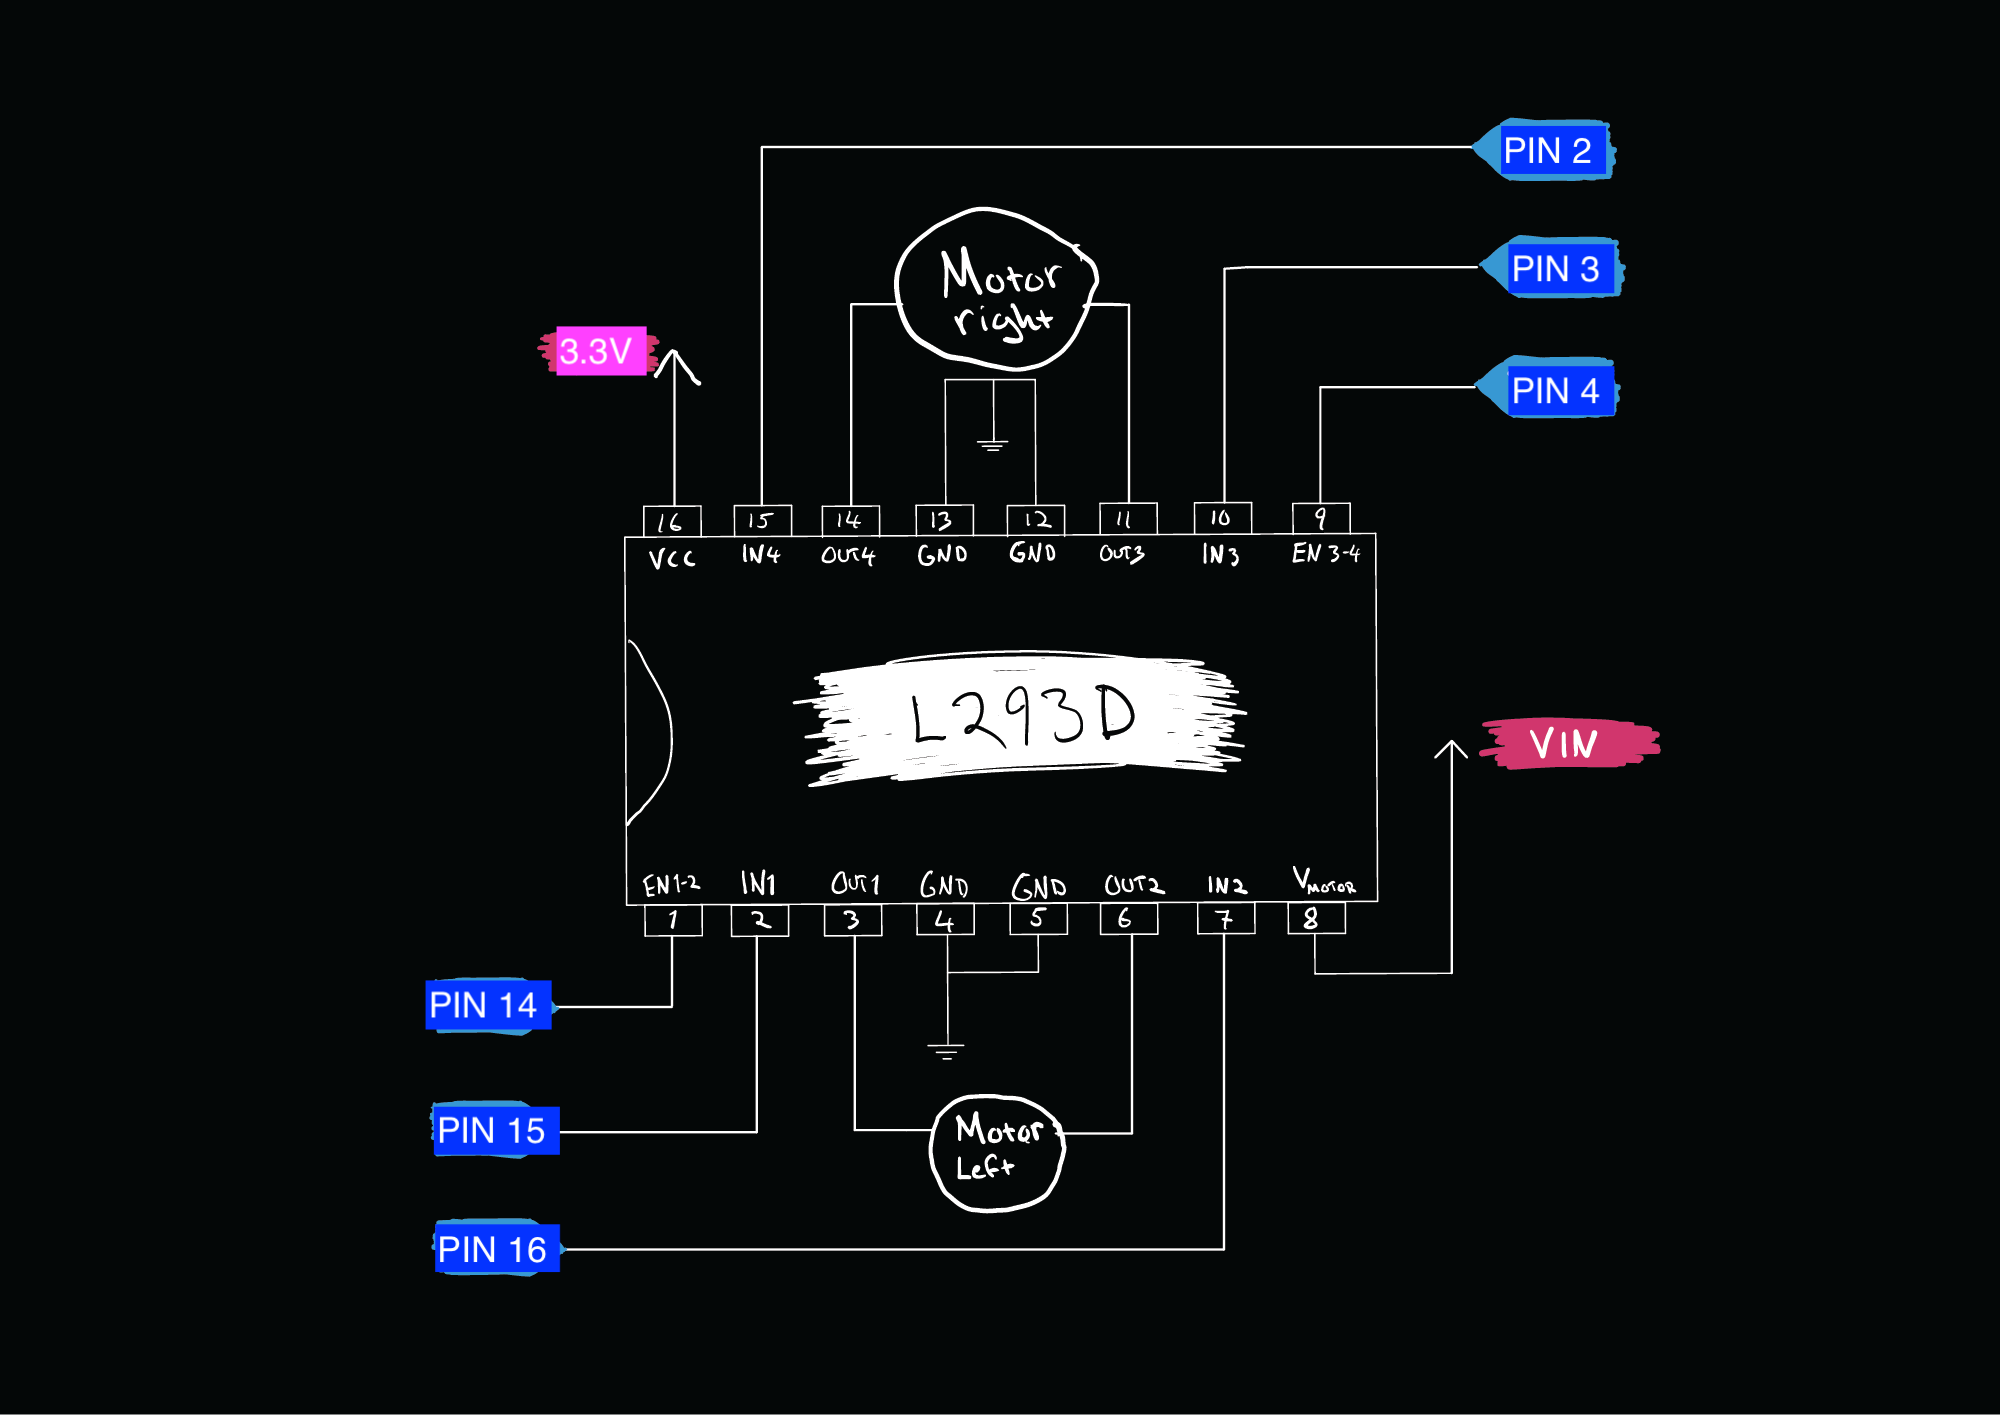 PIN 2
Motor
right
PIN 3
3.3V
PIN 4
16 15 14 13 12 11 10 9
VCC IN4 OUT4 GND GND OUT3 IN3 EN 3-4
L293D
VIN
EN1-2 IN1 OUT1 GND GND OUT2 IN2 VMOTOR
1 2 3 4 5 6 7 8
PIN 14
PIN 15
Motor
Left
PIN 16